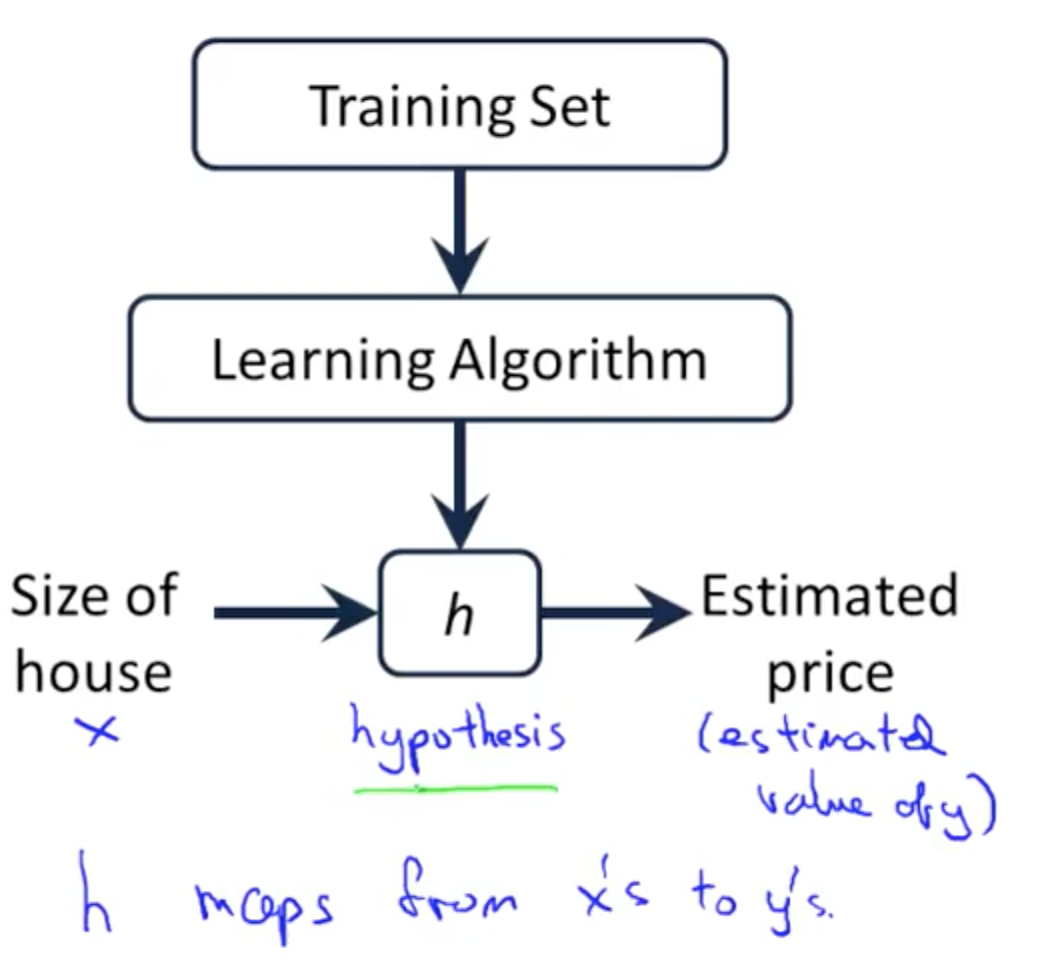 Training Set
Learning Algorithm
Size of
house
x
h
hypothesis
Estimated
price
(estimated
value of y)
h maps from x's to y's.